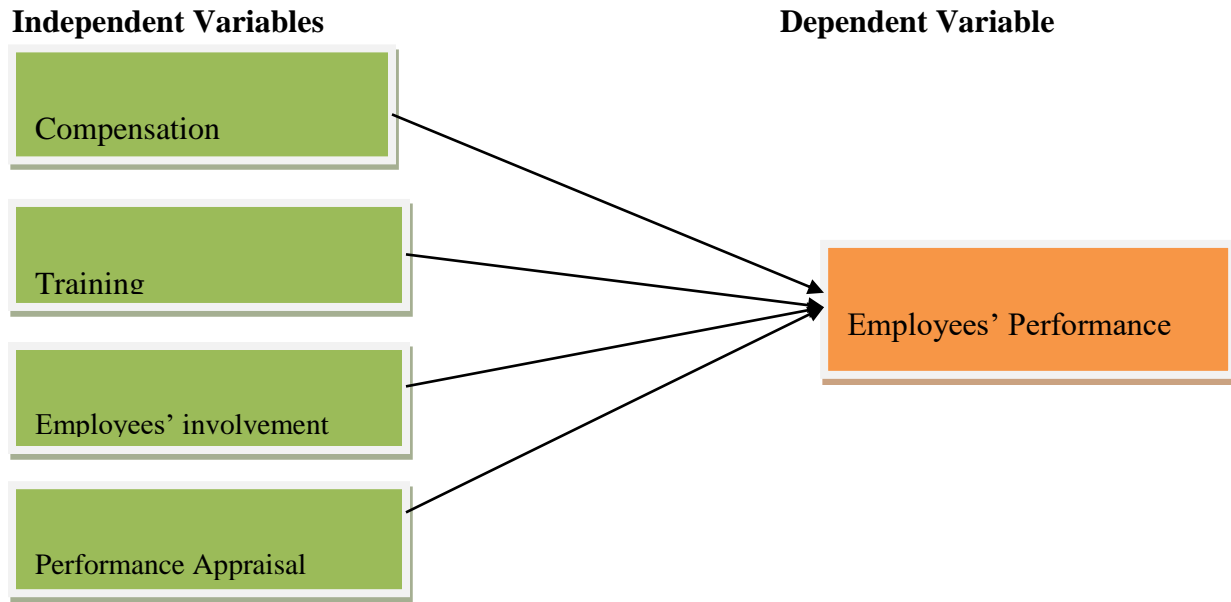 Independent Variables
Dependent Variable
Compensation
Training
Employees’ involvement
Performance Appraisal
Employees’ Performance